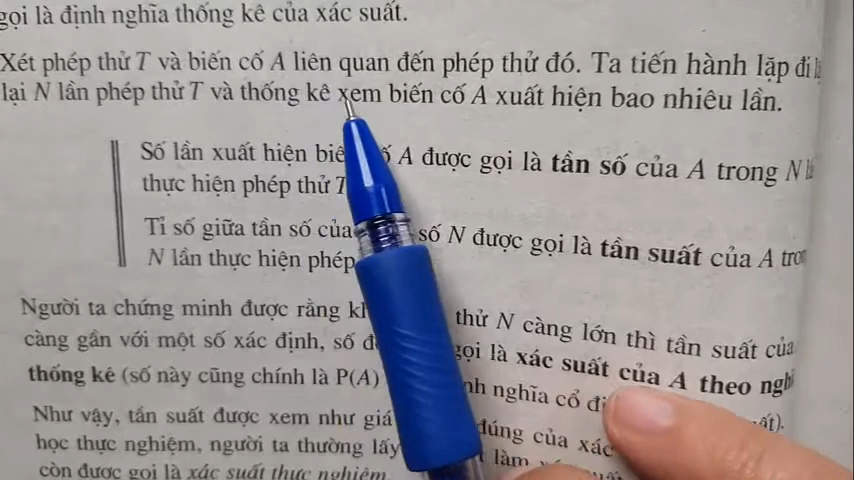 gọi là định nghĩa thống kê của xác suất.
Xét phép thử T và biến cố A liên quan đến phép thử đó. Ta tiến hành lặp đi
lại N lần phép thử T và thống kê xem biến cố A xuất hiện bao nhiêu lần.
Số lần xuất hiện A được gọi là tần số của A trong N
thực hiện phép thử T
Tỉ số giữa tần số của số N được gọi là tần suất của A
N lần thực hiện phép
Người ta chứng minh được rằng thử N càng lớn thì tần suất của
càng gần với một số xác định, số gọi là xác suất của A theo
thống kê (số này cũng chính là P(A) nghĩa cổ
Như vậy, tần suất được xem như đúng của
học thực nghiệm, người ta thường lấy làm
còn được gọi là xác suất thực nghiệm.